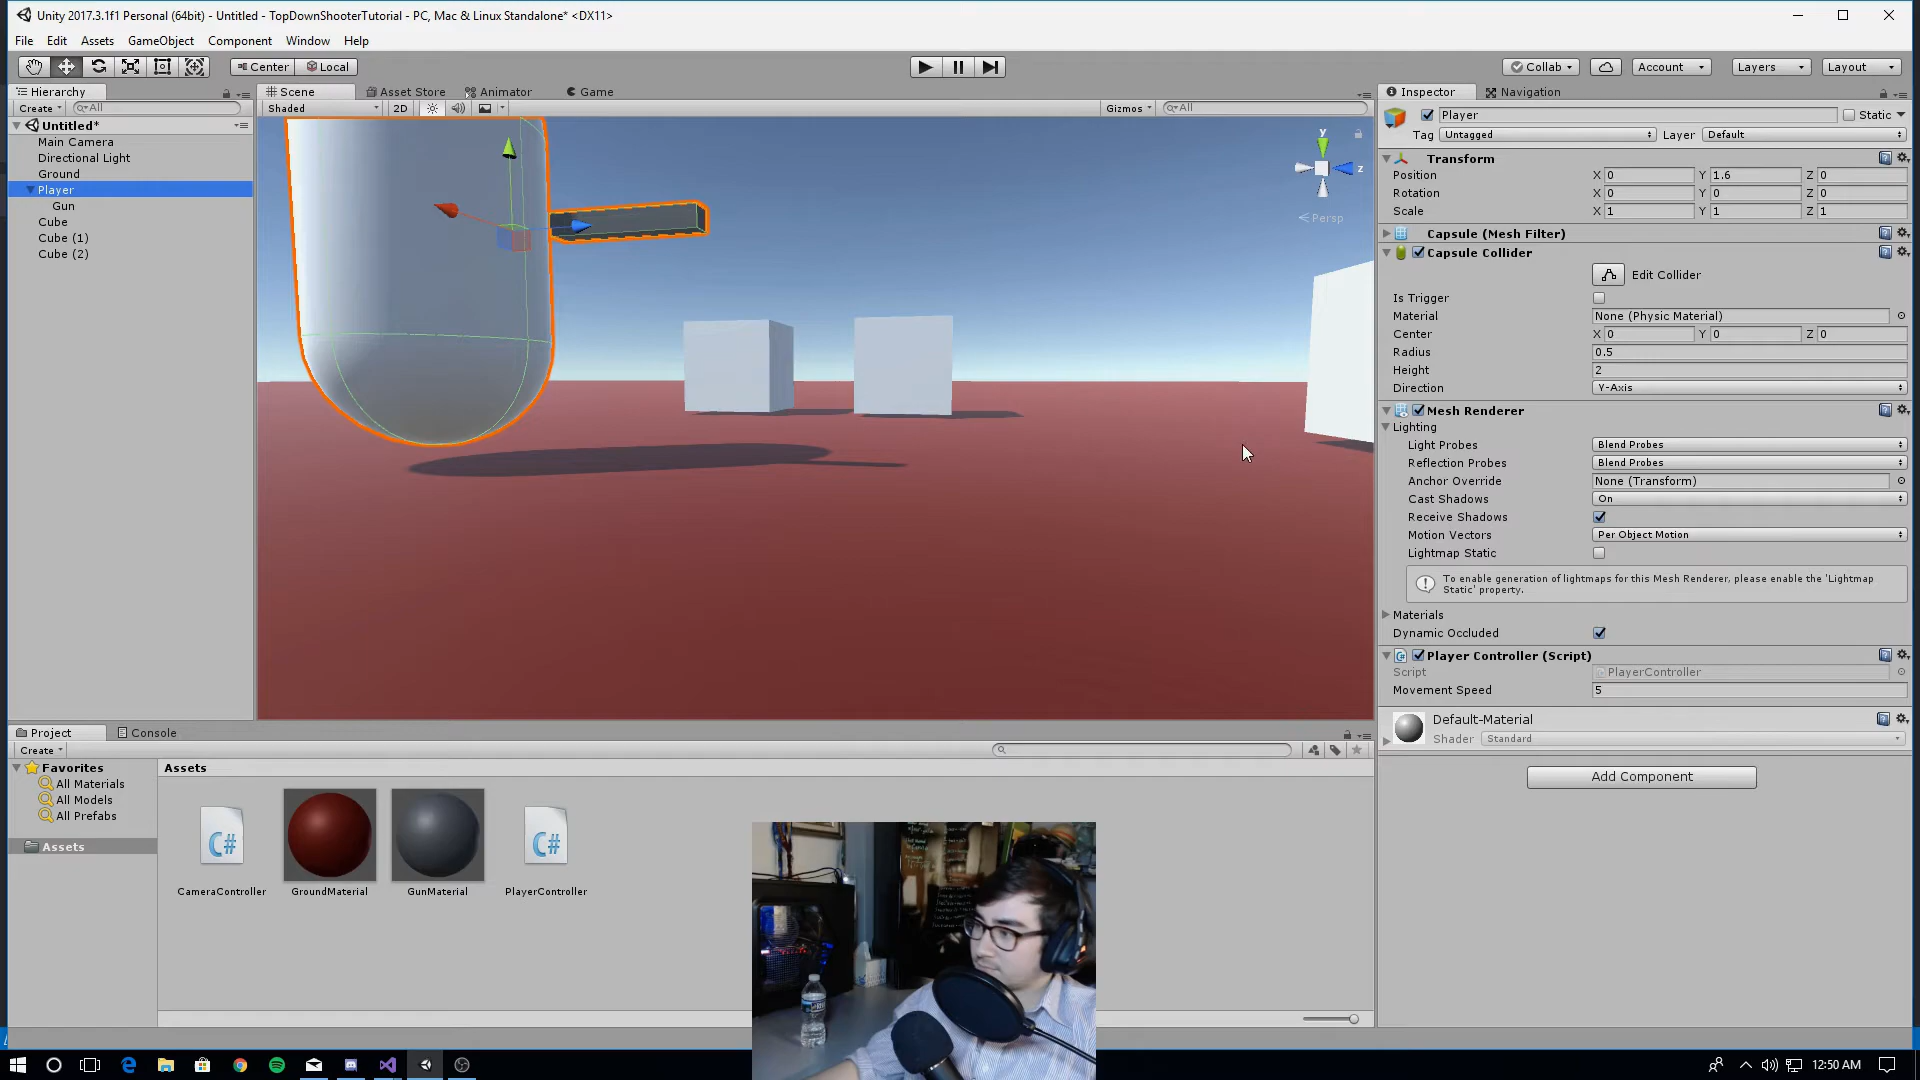 Unity 2017.3.1f1 Personal (64bit) - Untitled - TopDownShooterTutorial - PC, Mac & Linux Standalone* <DX11>
File Edit Assets GameObject Component Window Help
Center Local Collab Account Layers Layout
Hierarchy Scene Asset Store Animator Game Inspector Navigation
Create All Shaded 2D Gizmos All
Player Static
Tag Untagged Layer Default
Untitled*
Main Camera
Directional Light
Ground
Player
Gun
Cube
Cube (1)
Cube (2)
y
z
Persp
Transform
Position X 0 Y 1.6 Z 0
Rotation X 0 Y 0 Z 0
Scale X 1 Y 1 Z 1
Capsule (Mesh Filter)
Capsule Collider
Edit Collider
Is Trigger
Material None (Physic Material)
Center X 0 Y 0 Z 0
Radius 0.5
Height 2
Direction Y-Axis
Mesh Renderer
Lighting
Light Probes Blend Probes
Reflection Probes Blend Probes
Anchor Override None (Transform)
Cast Shadows On
Receive Shadows
Motion Vectors Per Object Motion
Lightmap Static
To enable generation of lightmaps for this Mesh Renderer, please enable the 'Lightmap
Static' property.
Materials
Dynamic Occluded
Player Controller (Script)
Script PlayerController
Movement Speed 5
Default-Material
Shader Standard
Add Component
Project Console
Create
Favorites
All Materials
All Models
All Prefabs
Assets
Assets
C# C#
CameraController GroundMaterial GunMaterial PlayerController
12:50 AM